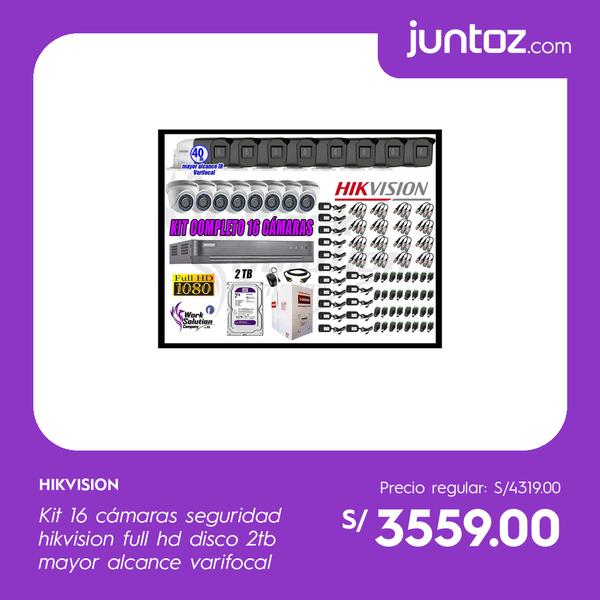 juntoz.com
40
mayor alcance IR
Varifocal
HIKVISION
KIT COMPLETO 16 CÁMARAS
Full HD
1080
2 TB
Work
Solution
Company
HIKVISION
Kit 16 cámaras seguridad
hikvision full hd disco 2tb
mayor alcance varifocal
Precio regular: S/4319.00
S/ 3559.00